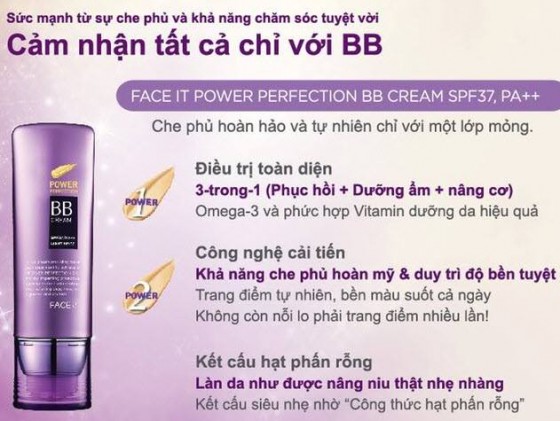 Sức mạnh từ sự che phủ và khả năng chăm sóc tuyệt vời
Cảm nhận tất cả chỉ với BB
FACE IT POWER PERFECTION BB CREAM SPF37, PA++
Che phủ hoàn hảo và tự nhiên chỉ với một lớp mỏng.
POWER
PERFECTION
BB
CREAM
FACE it
1
POWER
Điều trị toàn diện
3-trong-1 (Phục hồi + Dưỡng ẩm + nâng cơ)
Omega-3 và phức hợp Vitamin dưỡng da hiệu quả
2
POWER
Công nghệ cải tiến
Khả năng che phủ hoàn mỹ & duy trì độ bền tuyệt
Trang điểm tự nhiên, bền màu suốt cả ngày
Không còn nỗi lo phải trang điểm nhiều lần!
Kết cấu hạt phấn rỗng
Làn da như được nâng niu thật nhẹ nhàng
Kết cấu siêu nhẹ nhờ “Công thức hạt phấn rỗng”